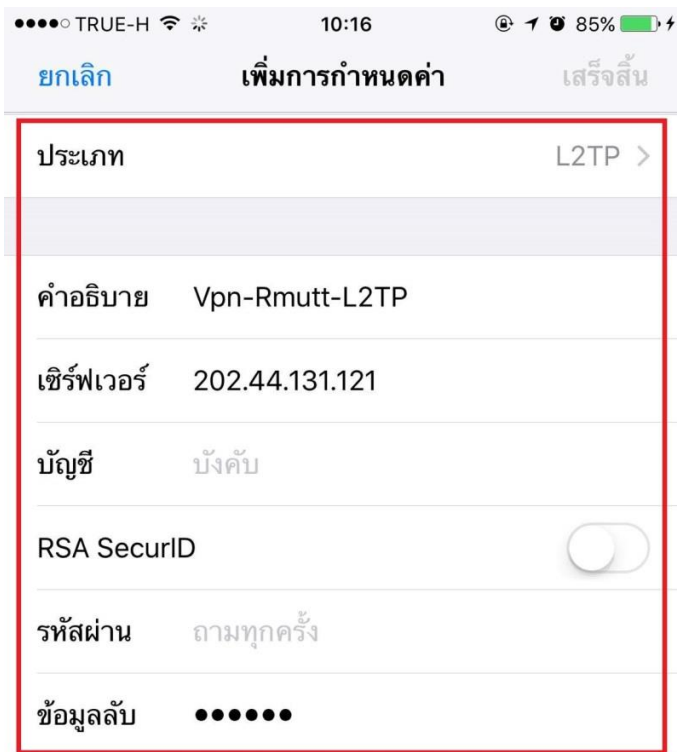 TRUE-H 10:16 85%
ยกเลิก เพิ่มการกำหนดค่า เสร็จสิ้น
ประเภท L2TP
คำอธิบาย Vpn-Rmutt-L2TP
เซิร์ฟเวอร์ 202.44.131.121
บัญชี บังคับ
RSA SecurID
รหัสผ่าน ถามทุกครั้ง
ข้อมูลลับ ●●●●●●